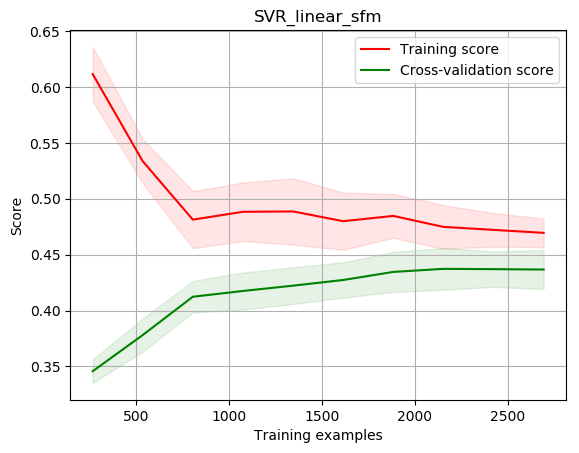 SVR_linear_sfm
Training score
Cross-validation score
Score
0.65
0.60
0.55
0.50
0.45
0.40
0.35
500
1000
1500
2000
2500
Training examples